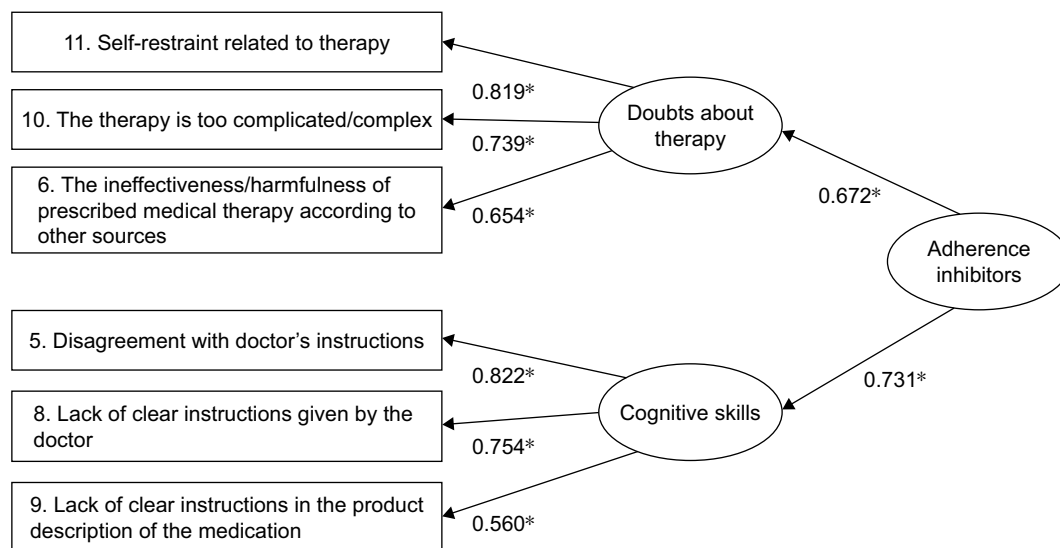 11. Self-restraint related to therapy
0.819*
10. The therapy is too complicated/complex
0.739*
6. The ineffectiveness/harmfulness of
prescribed medical therapy according to
other sources
0.654*
Doubts about
therapy
0.672*
Adherence
inhibitors
5. Disagreement with doctor’s instructions
0.822*
8. Lack of clear instructions given by the
doctor
0.754*
9. Lack of clear instructions in the product
description of the medication
0.560*
Cognitive skills
0.731*